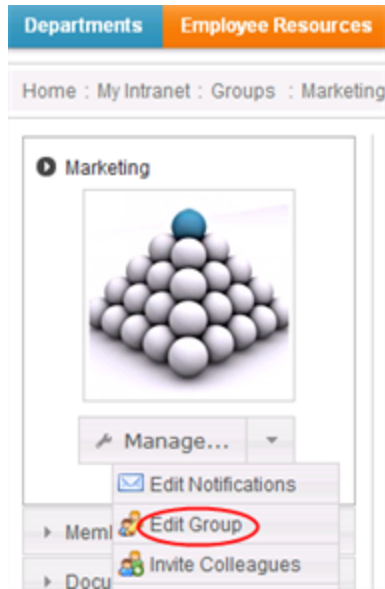 Departments Employee Resources
Home : My Intranet : Groups : Marketing
Marketing
Manage...
Edit Notifications
Edit Group
Invite Colleagues